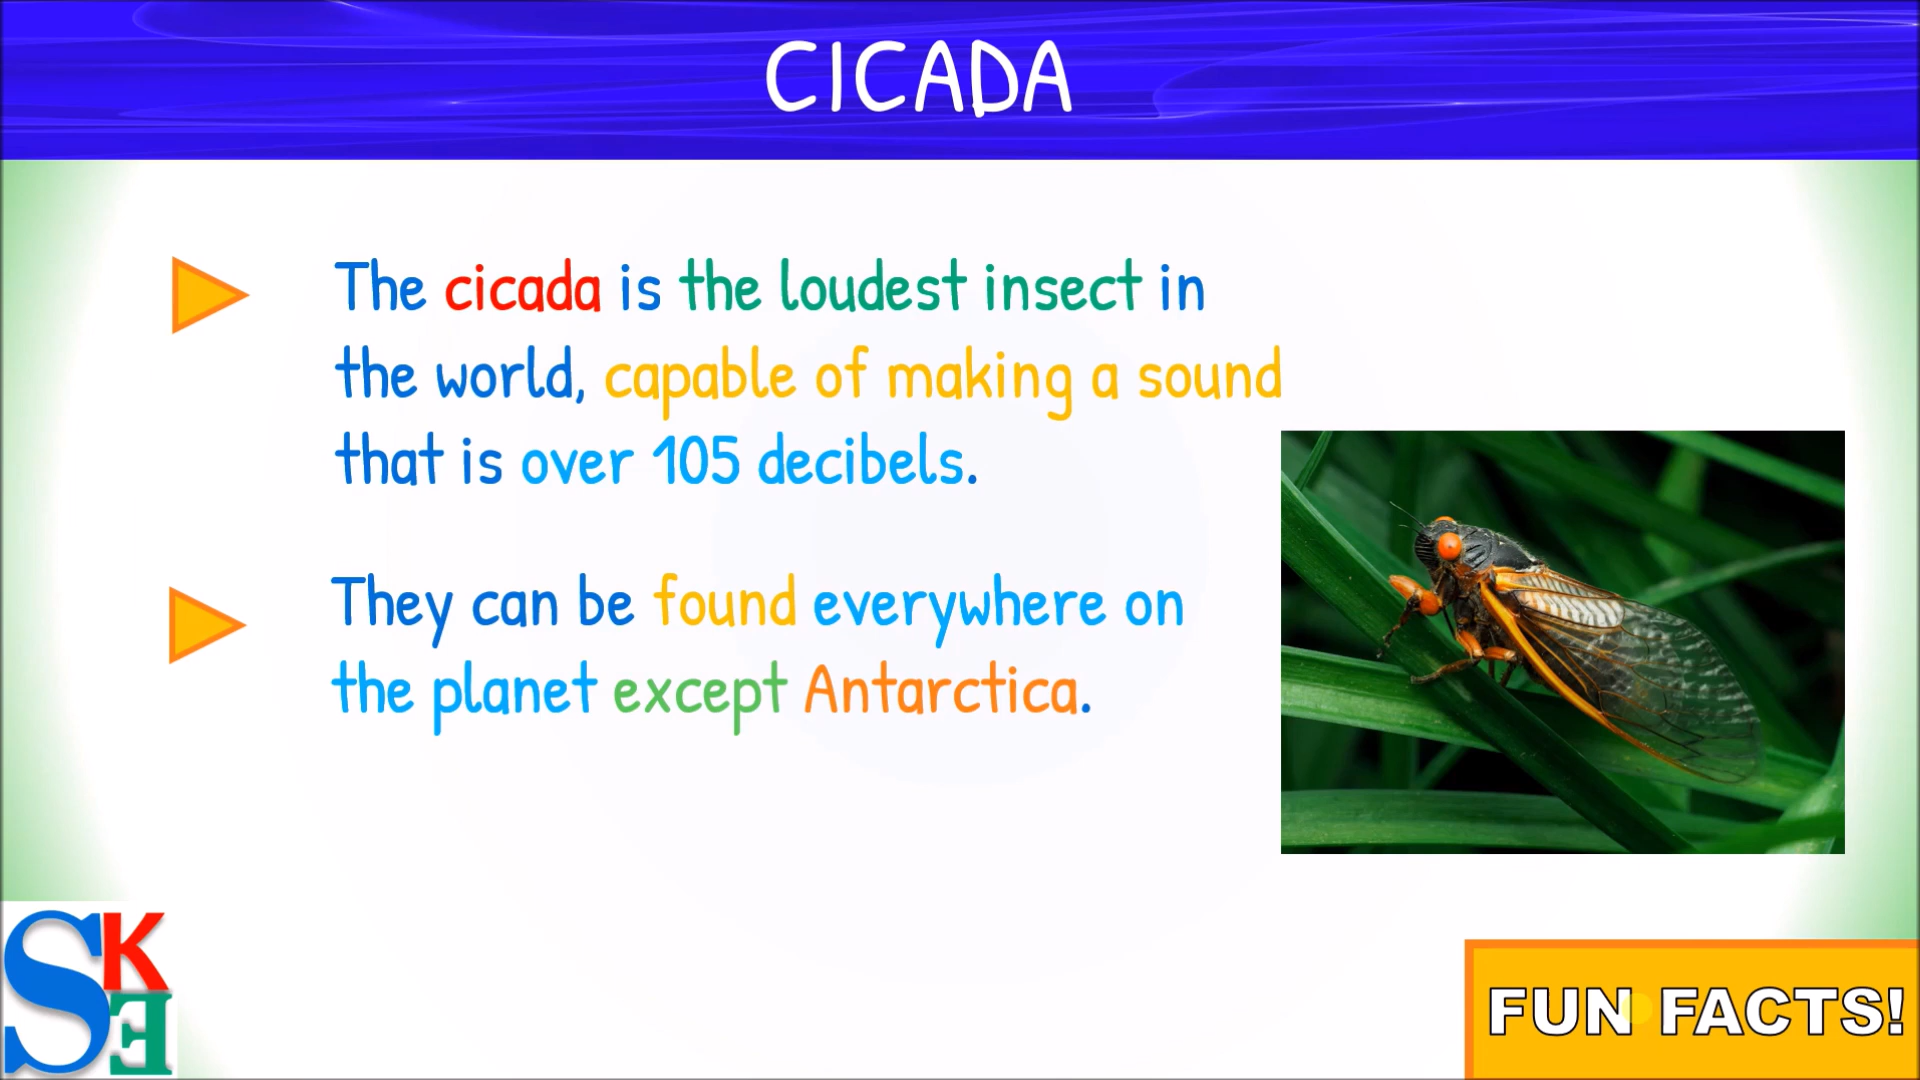 CICADA
The cicada is the loudest insect in
the world, capable of making a sound
that is over 105 decibels.
They can be found everywhere on
the planet except Antarctica.
SKE
FUN FACTS!